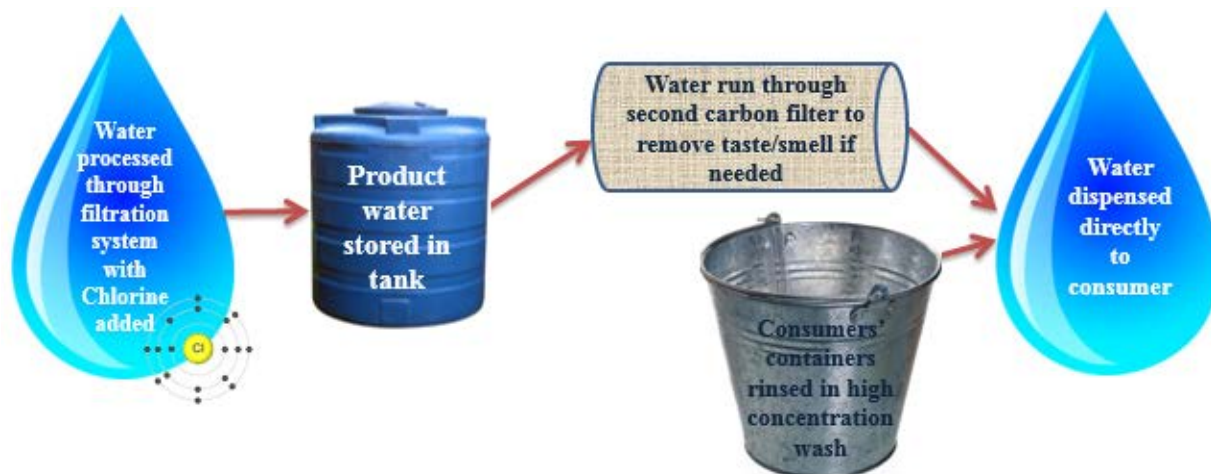 Water
processed
through
filtration
system
with
Chlorine
added
Cl
Product
water
stored in
tank
Water run through
second carbon filter to
remove taste/smell if
needed
Consumers’
containers
rinsed in high
concentration
wash
Water
dispensed
directly
to
consumer